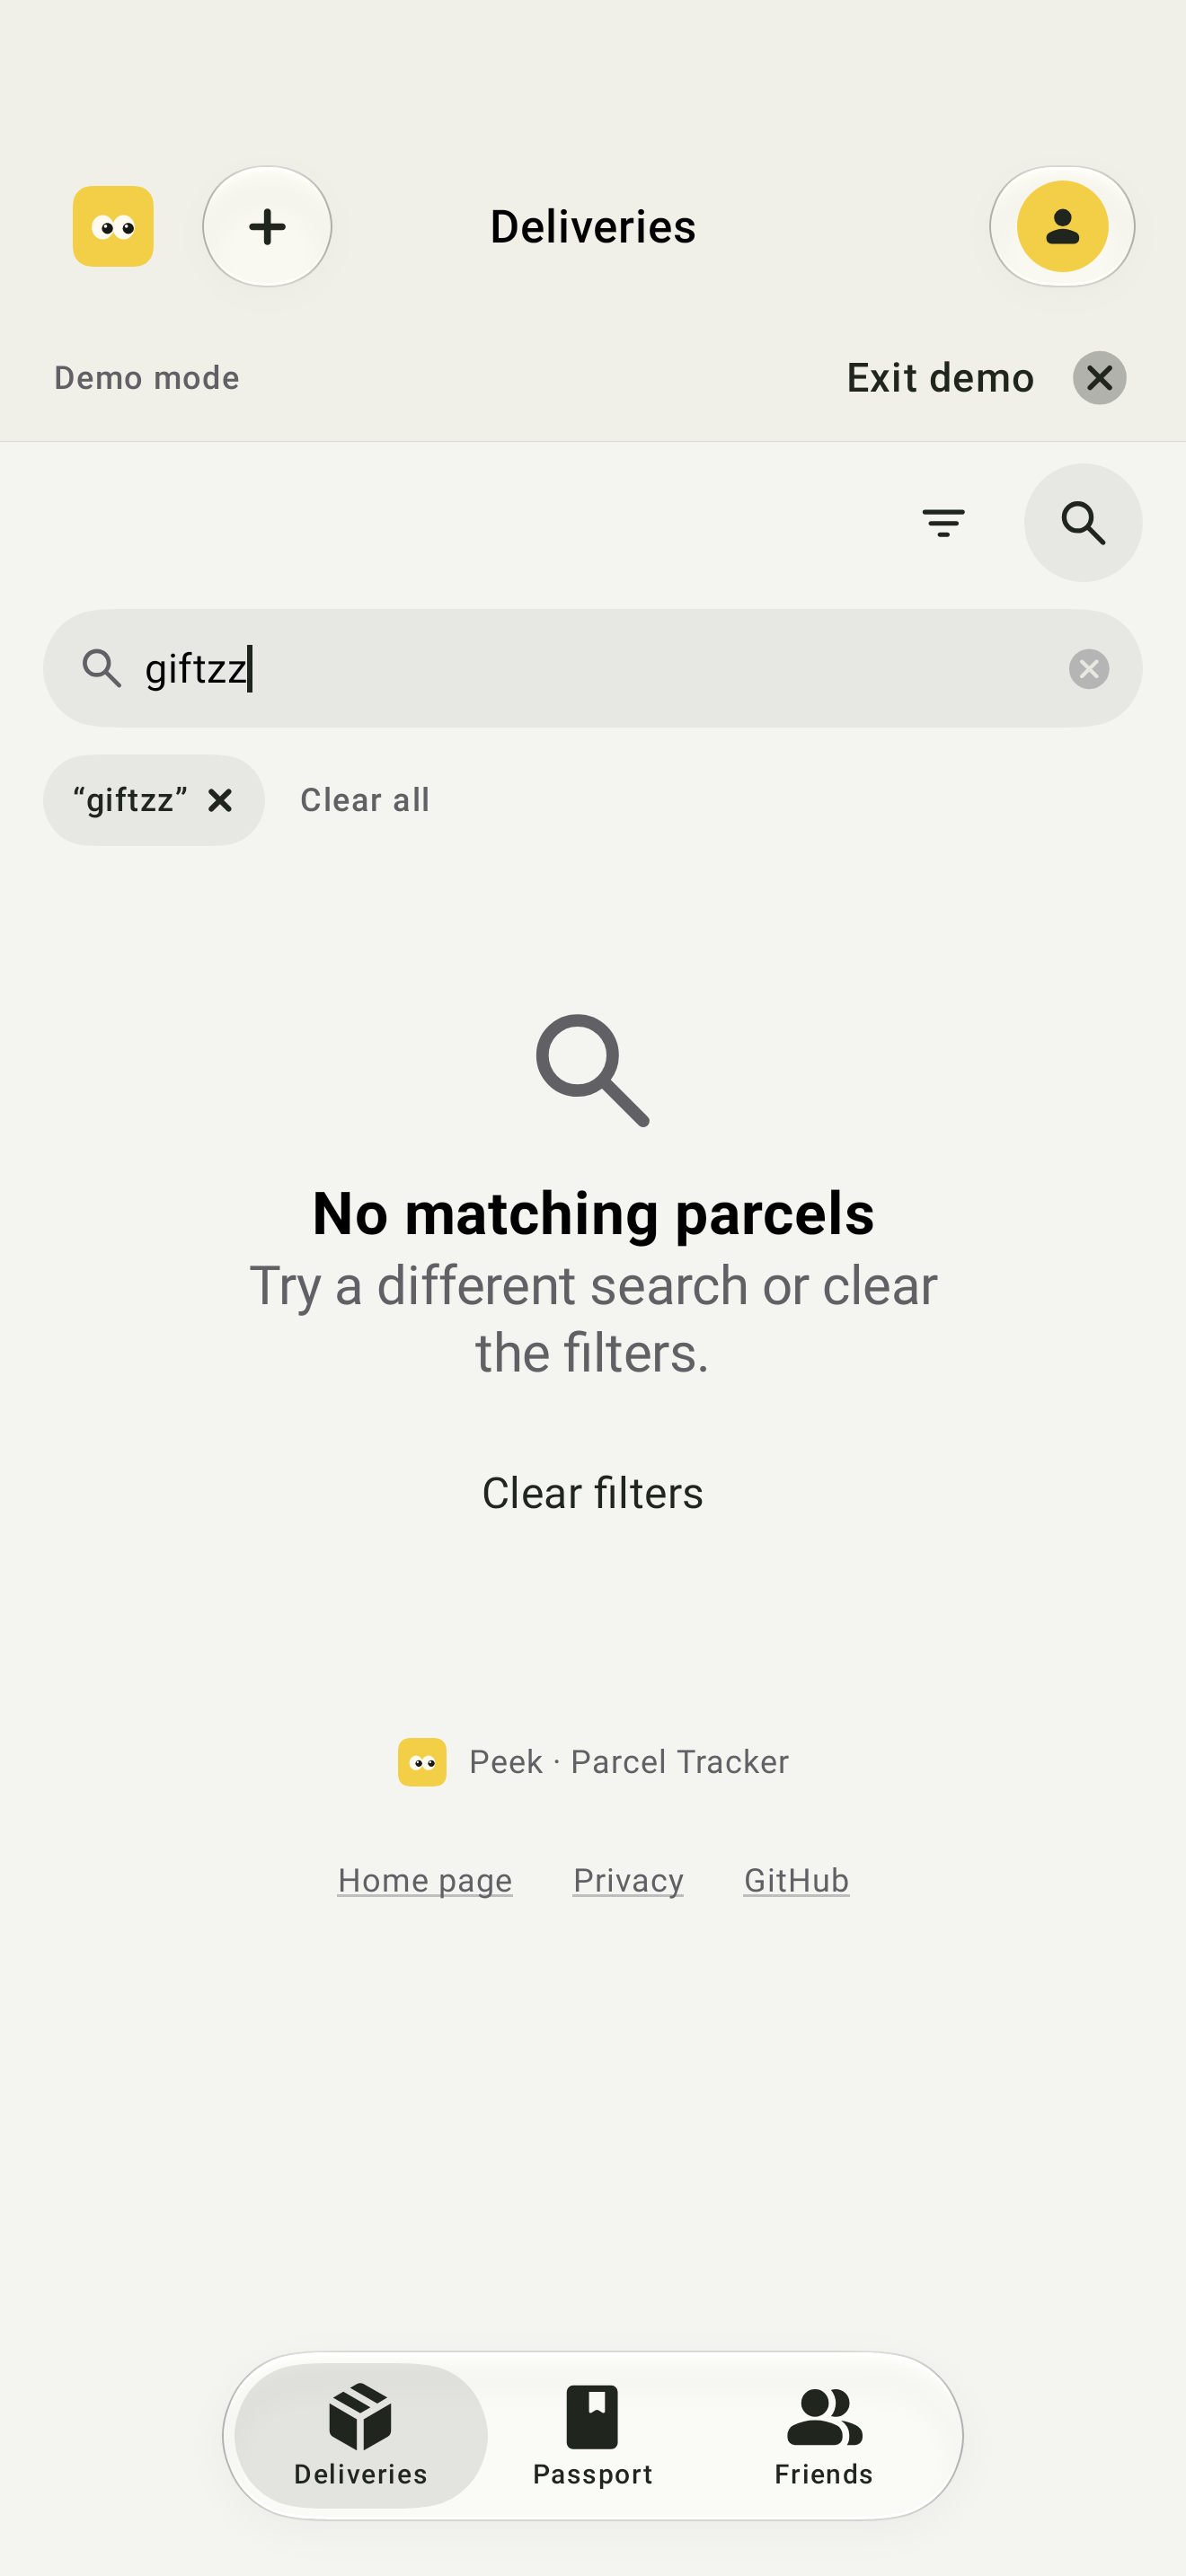 Deliveries
Demo mode
Exit demo
giftzz
“giftzz”
Clear all
No matching parcels
Try a different search or clear
the filters.
Clear filters
Peek · Parcel Tracker
Home page
Privacy
GitHub
Deliveries
Passport
Friends